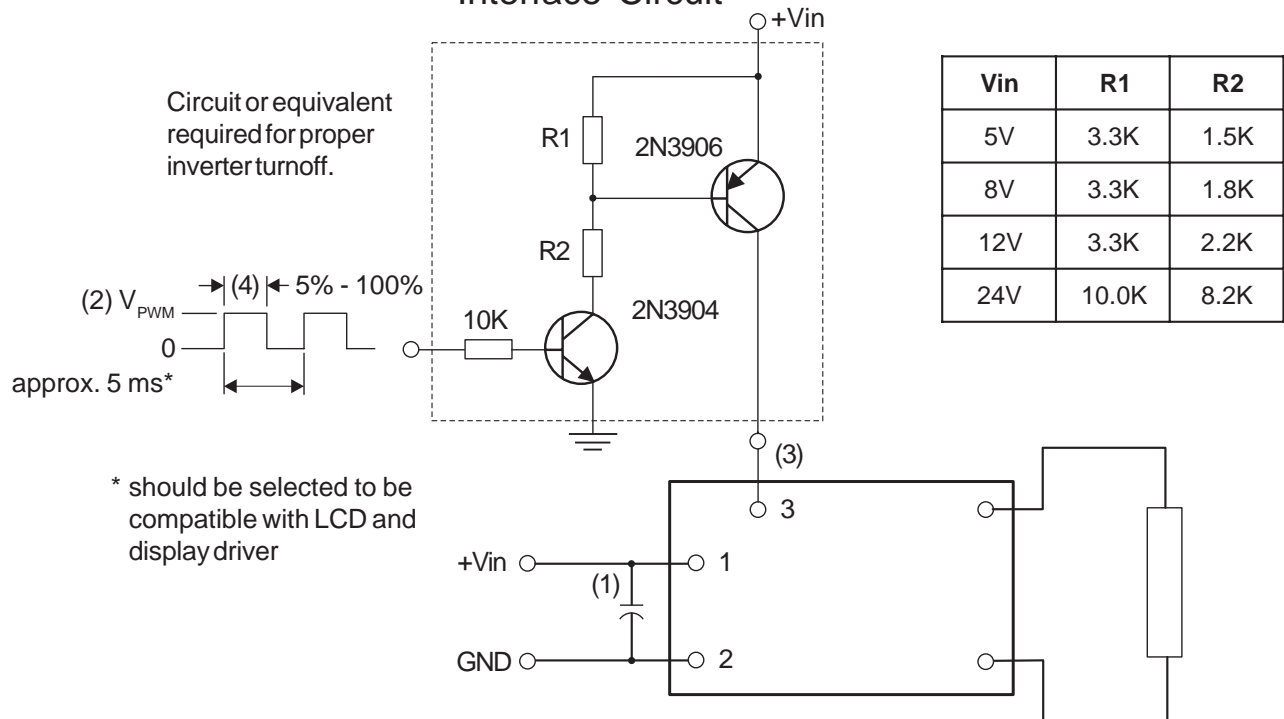 Interface Circuit
+Vin
Circuit or equivalent
required for proper
inverter turnoff.
R1
2N3906
R2
2N3904
10K
(2) VPWM
(4)
5% - 100%
0
approx. 5 ms*
Vin R1 R2
5V 3.3K 1.5K
8V 3.3K 1.8K
12V 3.3K 2.2K
24V 10.0K 8.2K
* should be selected to be
compatible with LCD and
display driver
(3)
3
+Vin
1
(1)
GND
2